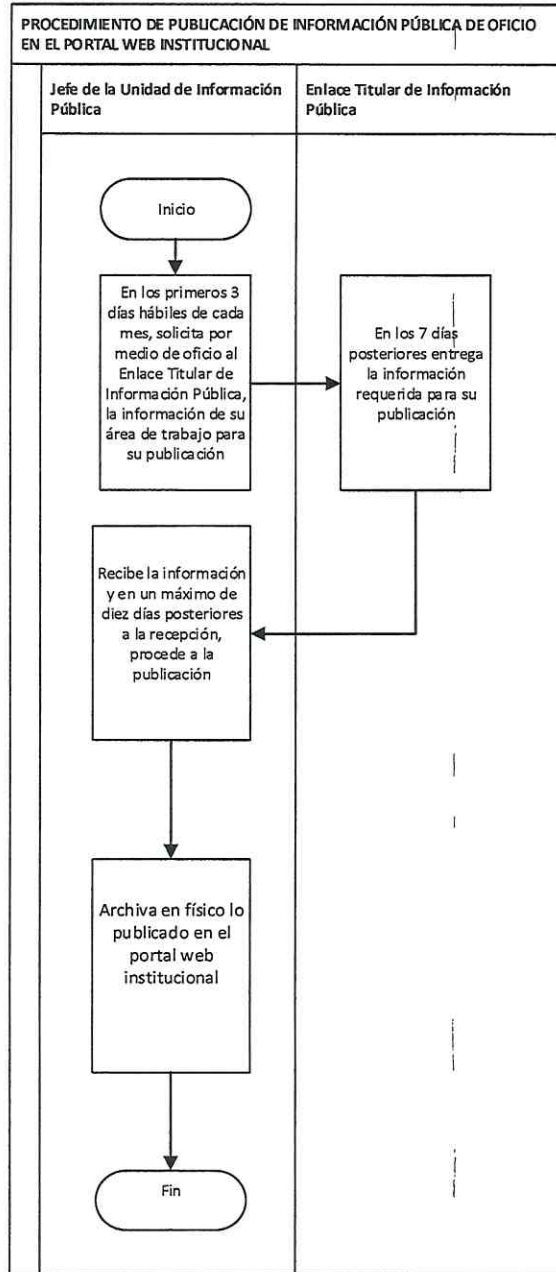 PROCEDIMIENTO DE PUBLICACIÓN DE INFORMACIÓN PÚBLICA DE OFICIO
EN EL PORTAL WEB INSTITUCIONAL
Jefe de la Unidad de Información
Pública
Enlace Titular de Información
Pública
Inicio
En los primeros 3
días hábiles de cada
mes, solicita por
medio de oficio al
Enlace Titular de
Información Pública,
la información de su
área de trabajo para
su publicación
En los 7 días
posteriores entrega
la información
requerida para su
publicación
Recibe la información
y en un máximo de
diez días posteriores
a la recepción,
procede a la
publicación
Archiva en físico lo
publicado en el
portal web
institucional
Fin